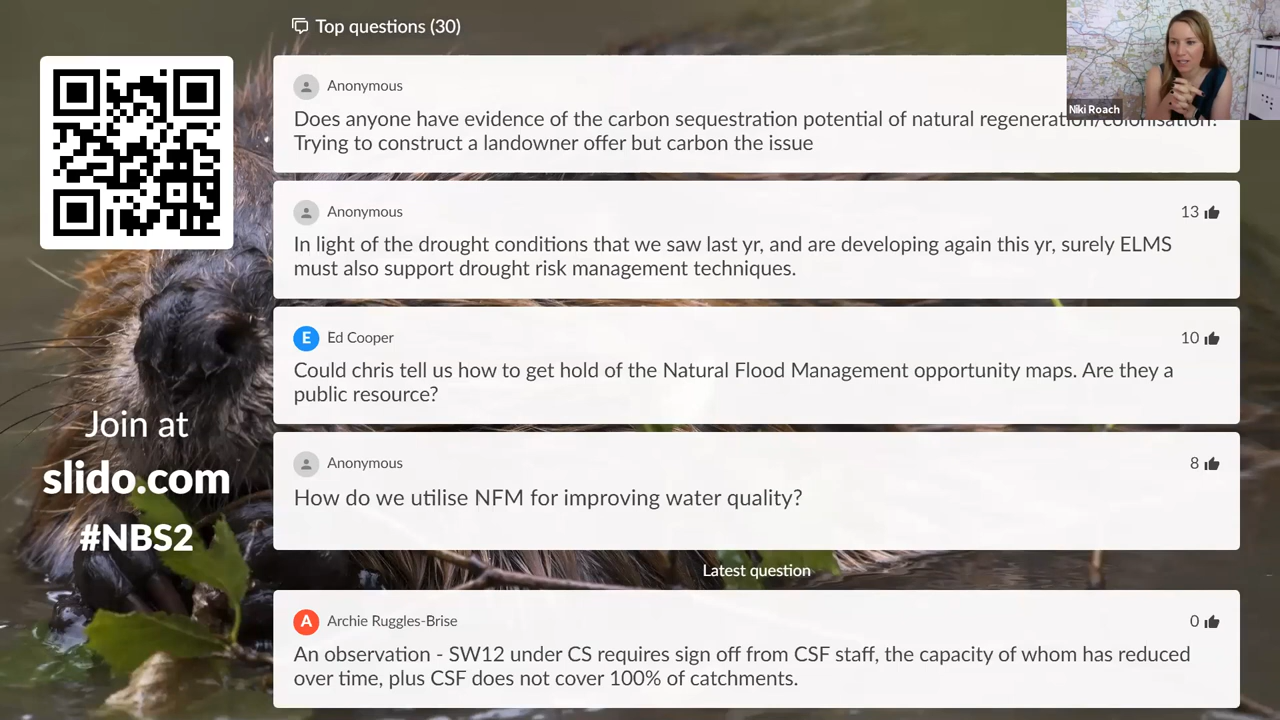 Top questions (30)
Niki Roach
Anonymous
Does anyone have evidence of the carbon sequestration potential of natural regeneration/colonisation?
Trying to construct a landowner offer but carbon the issue
Anonymous
13
In light of the drought conditions that we saw last yr, and are developing again this yr, surely ELMS
must also support drought risk management techniques.
E
Ed Cooper
10
Could chris tell us how to get hold of the Natural Flood Management opportunity maps. Are they a
public resource?
Anonymous
8
How do we utilise NFM for improving water quality?
Latest question
A
Archie Ruggles-Brise
0
An observation - SW12 under CS requires sign off from CSF staff, the capacity of whom has reduced
over time, plus CSF does not cover 100% of catchments.
Join at
slido.com
#NBS2